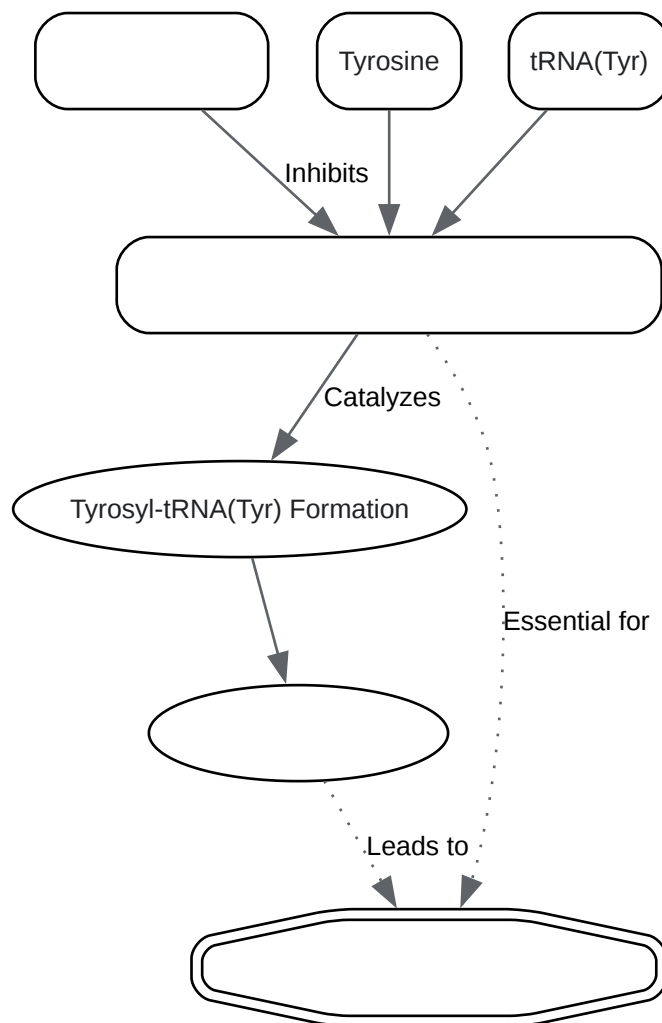 Tyrosine
tRNA(Tyr)
Inhibits
Catalyzes
Tyrosyl-tRNA(Tyr) Formation
Essential for
Leads to